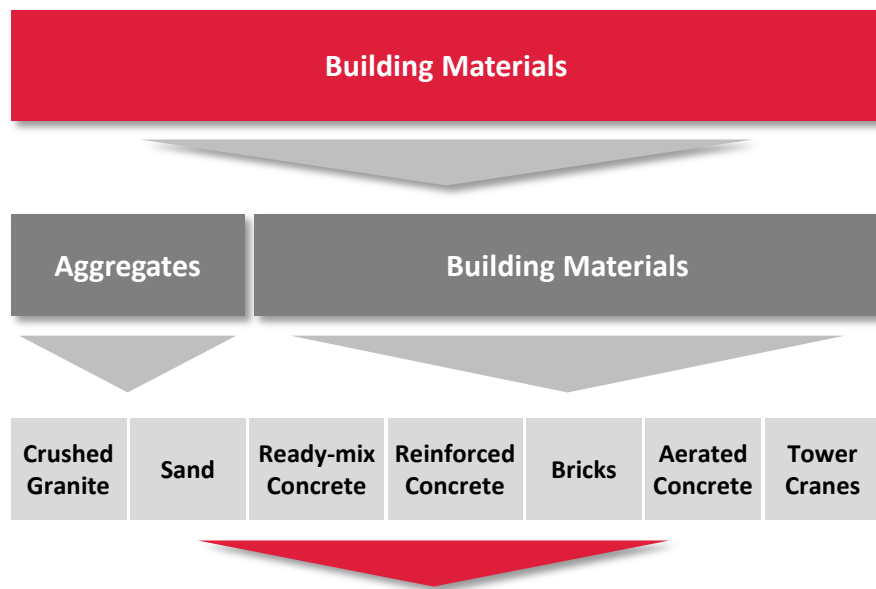 Building Materials
Aggregates
Building Materials
Crushed
Granite
Sand
Ready-mix
Concrete
Reinforced
Concrete
Bricks
Aerated
Concrete
Tower
Cranes